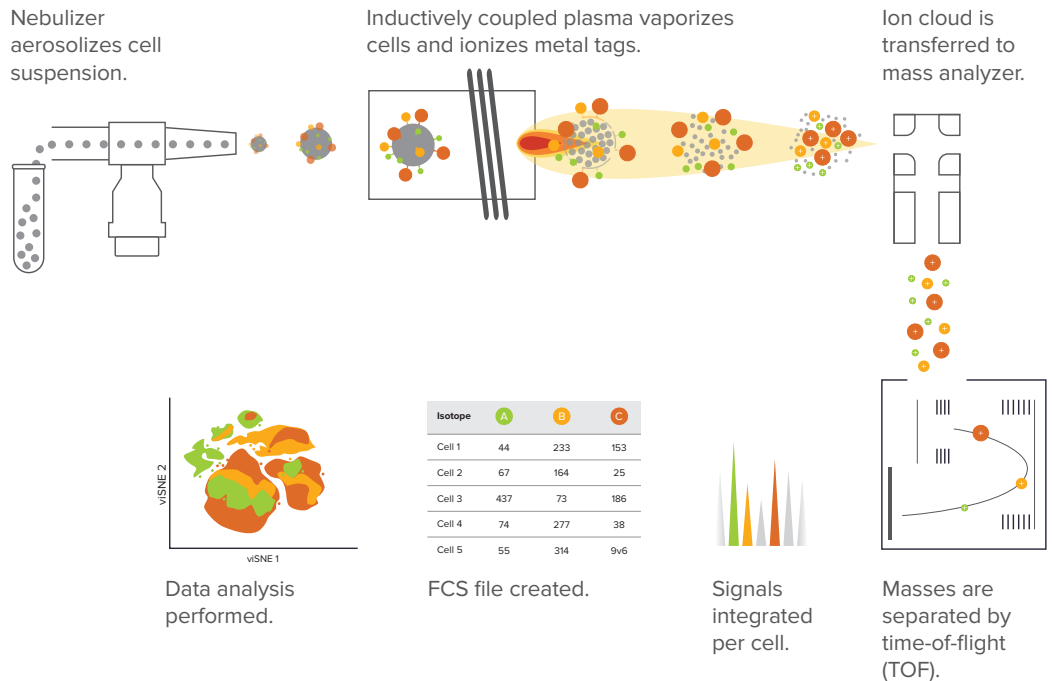 Nebulizer
aerosolizes cell
suspension.
Inductively coupled plasma vaporizes
cells and ionizes metal tags.
Ion cloud is
transferred to
mass analyzer.
viSNE 2
viSNE 1
Data analysis
performed.
Isotope A B C
Cell 1 44 233 153
Cell 2 67 164 25
Cell 3 437 73 186
Cell 4 74 277 38
Cell 5 55 314 9v6
FCS file created.
Signals
integrated
per cell.
Masses are
separated by
time-of-flight
(TOF).